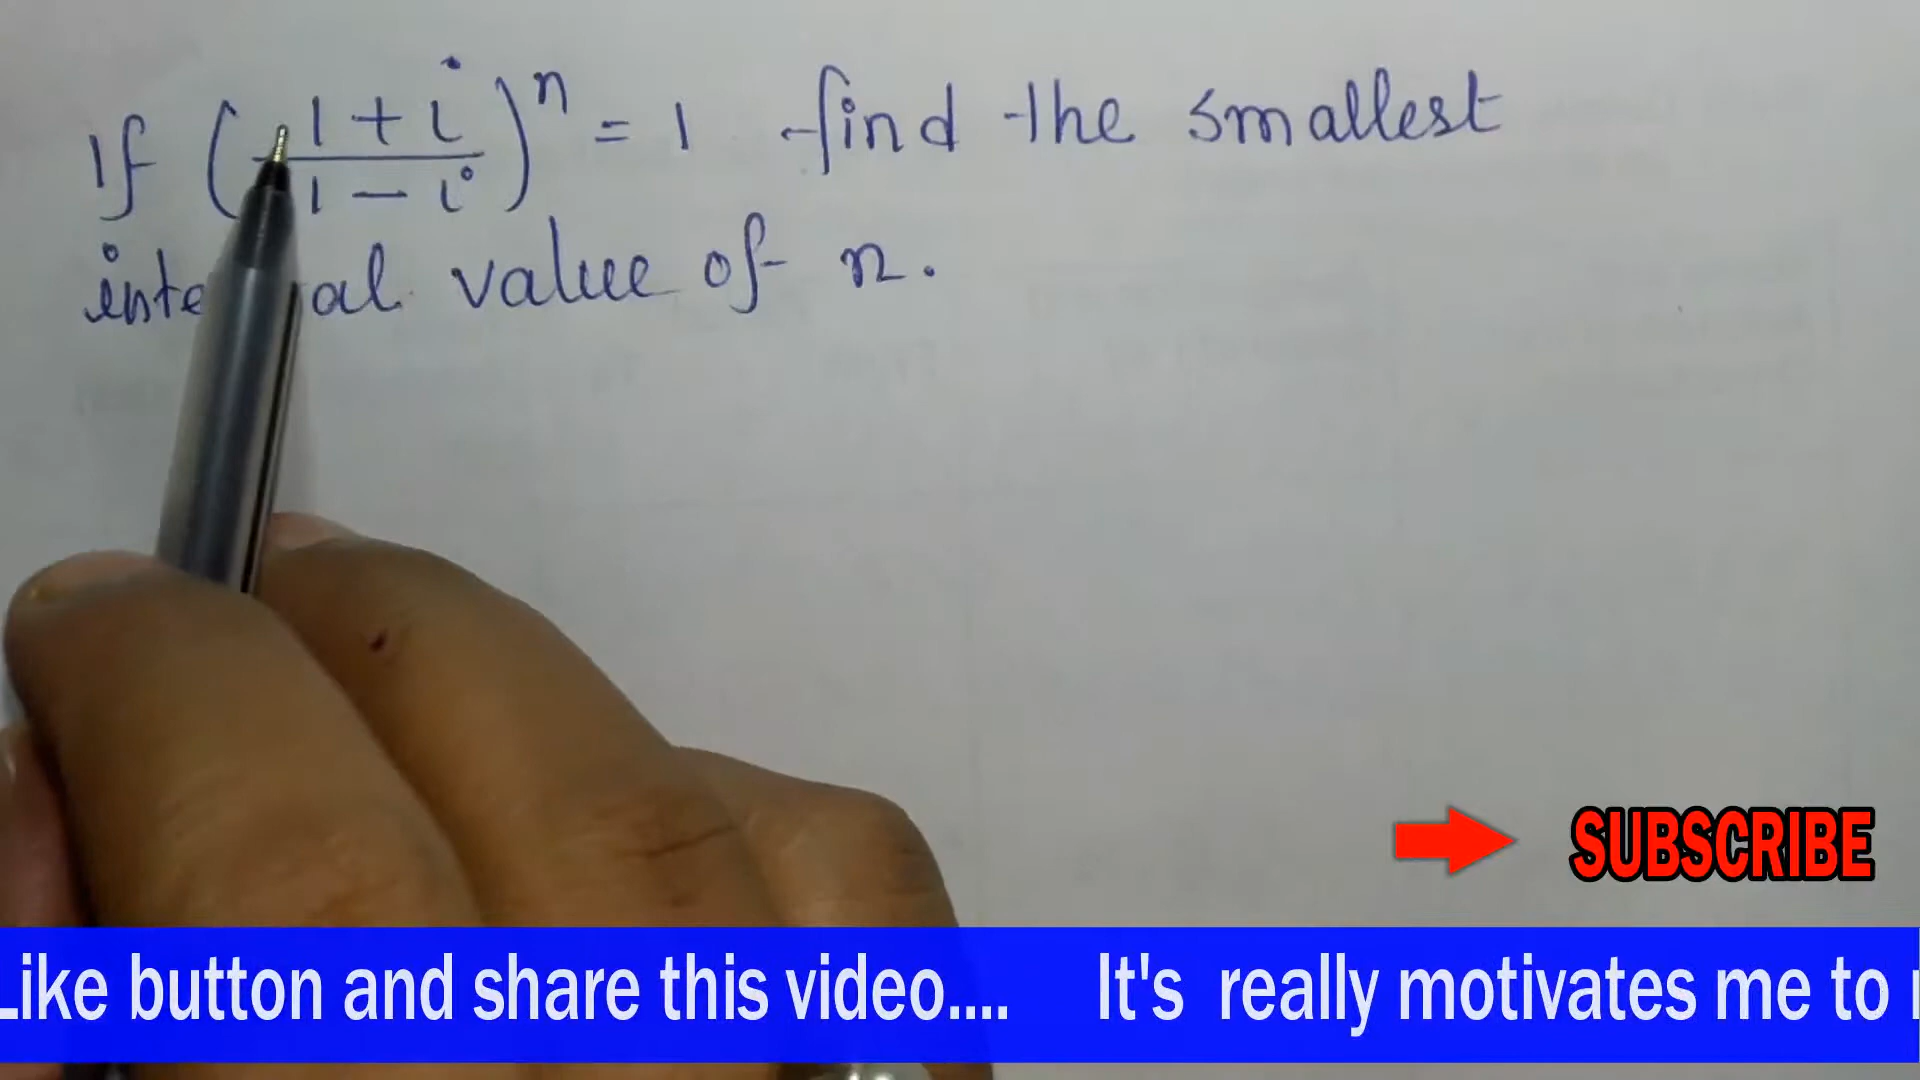 If (1+i / 1-i)^n = 1 find the smallest
value of n.
SUBSCRIBE
Like button and share this video.... It's really motivates me to